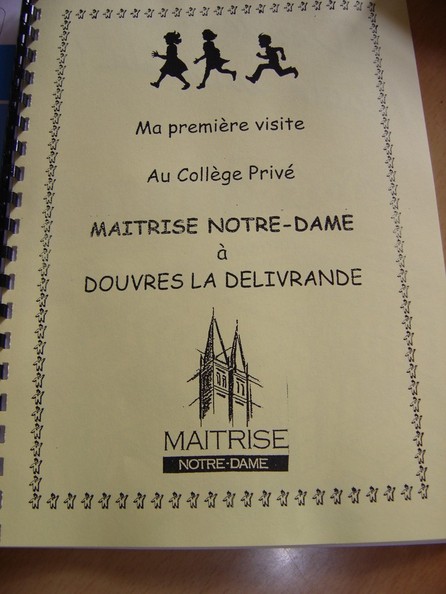 Ma première visite
Au Collège Privé
MAITRISE NOTRE-DAME
à
DOUVRES LA DELIVRANDE
MAITRISE
NOTRE-DAME